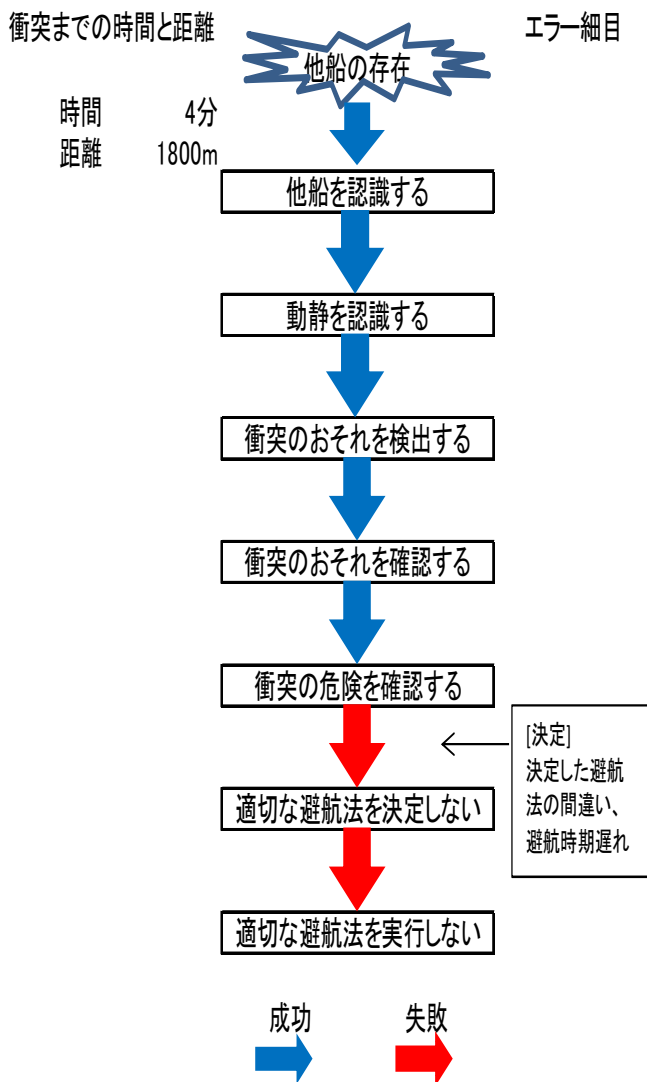 衝突までの時間と距離
エラー細目
他船の存在
時間 4分
距離 1800m
他船を認識する
動静を認識する
衝突のおそれを検出する
衝突のおそれを確認する
衝突の危険を確認する
[決定]
決定した避航
法の間違い、
避航時期遅れ
適切な避航法を決定しない
適切な避航法を実行しない
成功
失敗